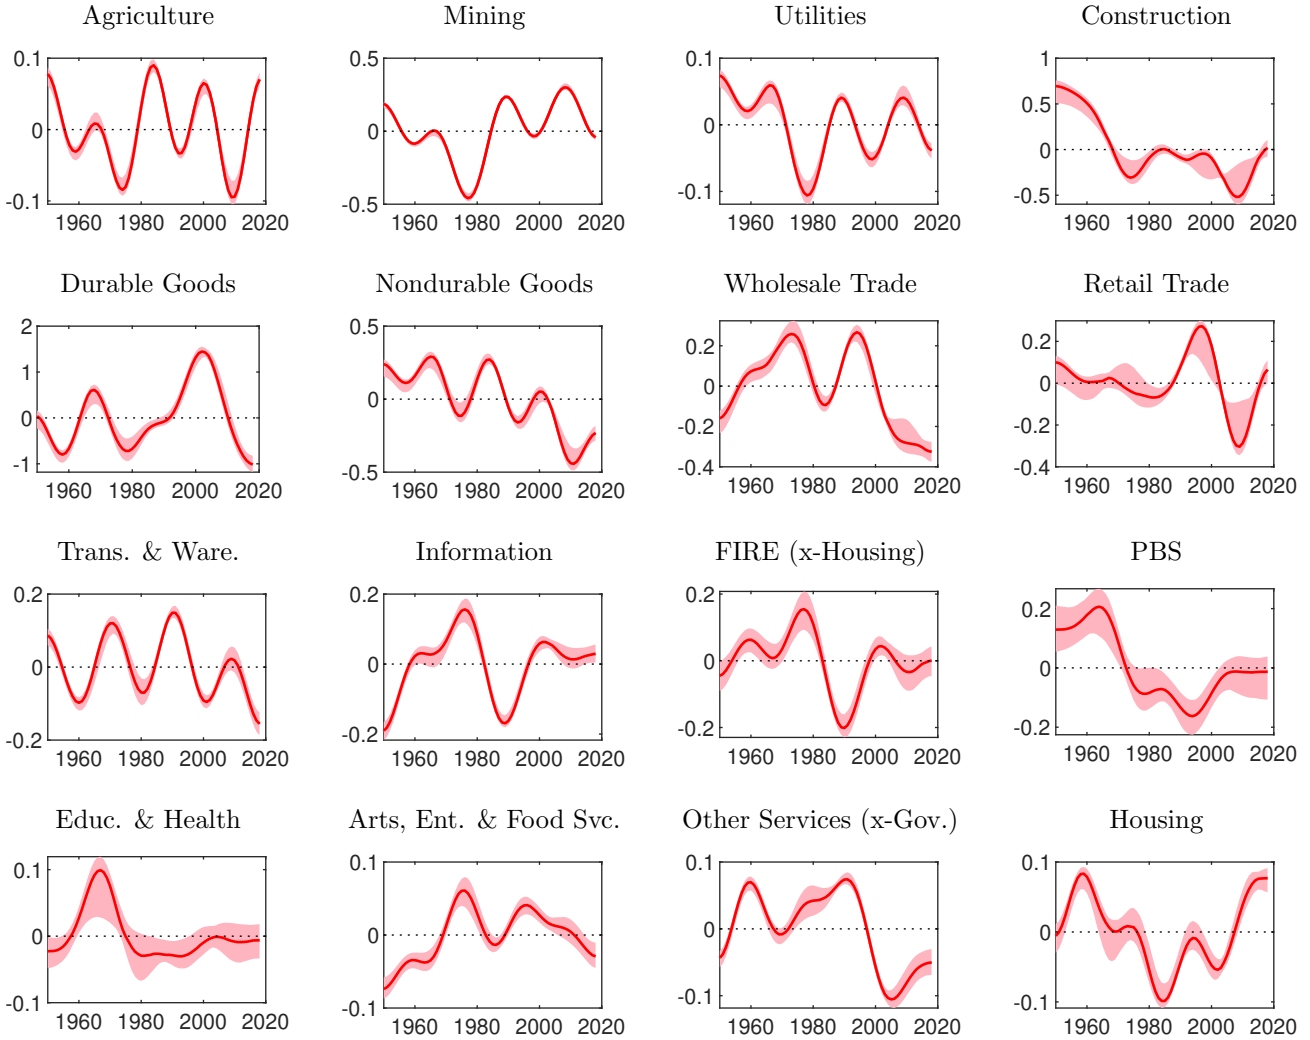 Agriculture Mining Utilities Construction
0.1 0.5 0.1 1
0.5
0 0 0 0
-0.1 -0.5 -0.1 -0.5
1960 1980 2000 2020 1960 1980 2000 2020 1960 1980 2000 2020 1960 1980 2000 2020
Durable Goods Nondurable Goods Wholesale Trade Retail Trade
2 0.5 0.2 0.2
1 0 0 0
0 -0.2 -0.2
-1 -0.5 -0.4 -0.4
1960 1980 2000 2020 1960 1980 2000 2020 1960 1980 2000 2020 1960 1980 2000 2020
Trans. & Ware. Information FIRE (x-Housing) PBS
0.2 0.2 0.2 0.2
0 0 0 0
-0.2 -0.2 -0.2 -0.2
1960 1980 2000 2020 1960 1980 2000 2020 1960 1980 2000 2020 1960 1980 2000 2020
Educ. & Health Arts, Ent. & Food Svc. Other Services (x-Gov.) Housing
0.1 0.1 0.1 0.1
0 0 0 0
-0.1 -0.1 -0.1 -0.1
1960 1980 2000 2020 1960 1980 2000 2020 1960 1980 2000 2020 1960 1980 2000 2020